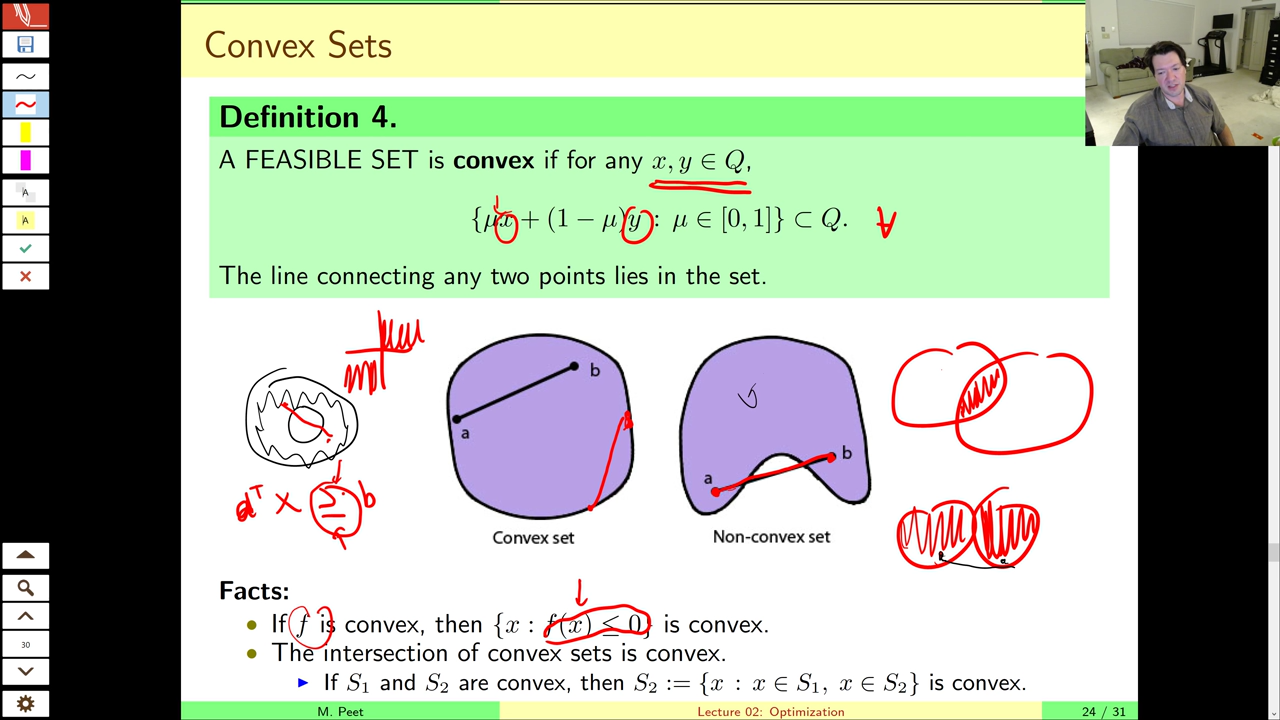 Convex Sets
Definition 4.
A FEASIBLE SET is convex if for any x, y ∈ Q,
{μx + (1 − μ)y : μ ∈ [0, 1]} ⊂ Q. ∀
The line connecting any two points lies in the set.
b
a
b
a
Convex set
Non-convex set
Facts:
If f is convex, then {x : f(x) ≤ 0} is convex.
The intersection of convex sets is convex.
If S₁ and S₂ are convex, then S₂ := {x : x ∈ S₁, x ∈ S₂} is convex.
M. Peet
Lecture 02: Optimization
24 / 31
A
A
30